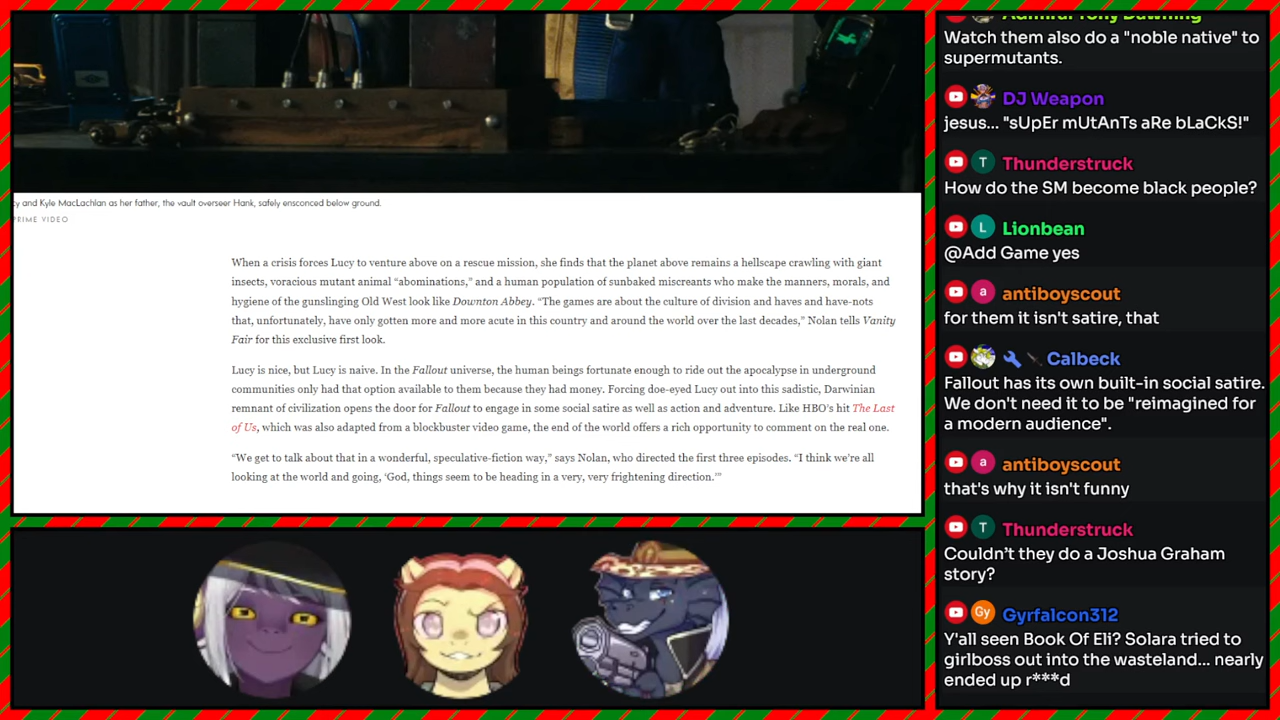 cy and Kyle MacLachlan as her father, the vault overseer Hank, safely ensconced below ground.
PRIME VIDEO
When a crisis forces Lucy to venture above on a rescue mission, she finds that the planet above remains a hellscape crawling with giant
insects, voracious mutant animal “abominations,” and a human population of sunbaked miscreants who make the manners, morals, and
hygiene of the gunslinging Old West look like Downton Abbey. “The games are about the culture of division and haves and have-nots
that, unfortunately, have only gotten more and more acute in this country and around the world over the last decades,” Nolan tells Vanity
Fair for this exclusive first look.
Lucy is nice, but Lucy is naive. In the Fallout universe, the human beings fortunate enough to ride out the apocalypse in underground
communities only had that option available to them because they had money. Forcing doe-eyed Lucy out into this sadistic, Darwinian
remnant of civilization opens the door for Fallout to engage in some social satire as well as action and adventure. Like HBO’s hit The Last
of Us, which was also adapted from a blockbuster video game, the end of the world offers a rich opportunity to comment on the real one.
“We get to talk about that in a wonderful, speculative-fiction way,” says Nolan, who directed the first three episodes. “I think we’re all
looking at the world and going, ‘God, things seem to be heading in a very, very frightening direction.’”
Admiral Tony Dawning
Watch them also do a "noble native" to
supermutants.
DJ Weapon
jesus... "sUpEr mUtAnTs aRe bLaCkS!"
T Thunderstruck
How do the SM become black people?
L Lionbean
@Add Game yes
a antiboyscout
for them it isn't satire, that
Calbeck
Fallout has its own built-in social satire.
We don't need it to be "reimagined for
a modern audience".
a antiboyscout
that's why it isn't funny
T Thunderstruck
Couldn’t they do a Joshua Graham
story?
Gy Gyrfalcon312
Y'all seen Book Of Eli? Solara tried to
girlboss out into the wasteland... nearly
ended up r***d